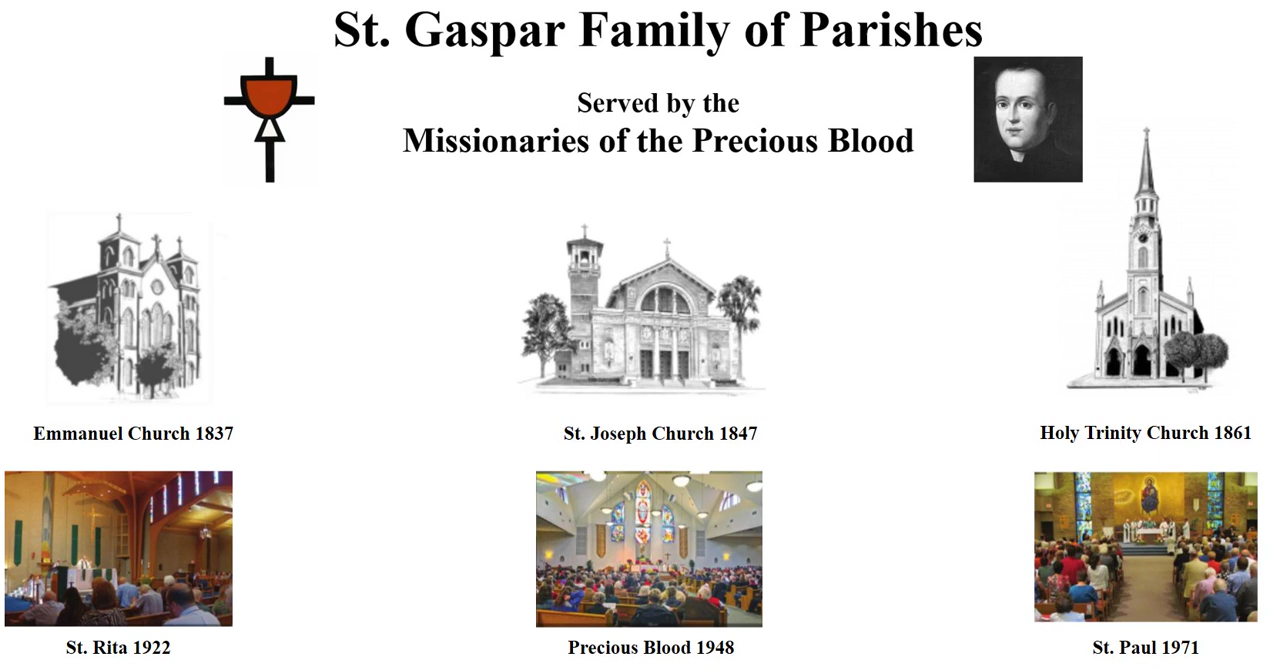 St. Gaspar Family of Parishes
Served by the
Missionaries of the Precious Blood
Emmanuel Church 1837
St. Joseph Church 1847
Holy Trinity Church 1861
St. Rita 1922
Precious Blood 1948
St. Paul 1971